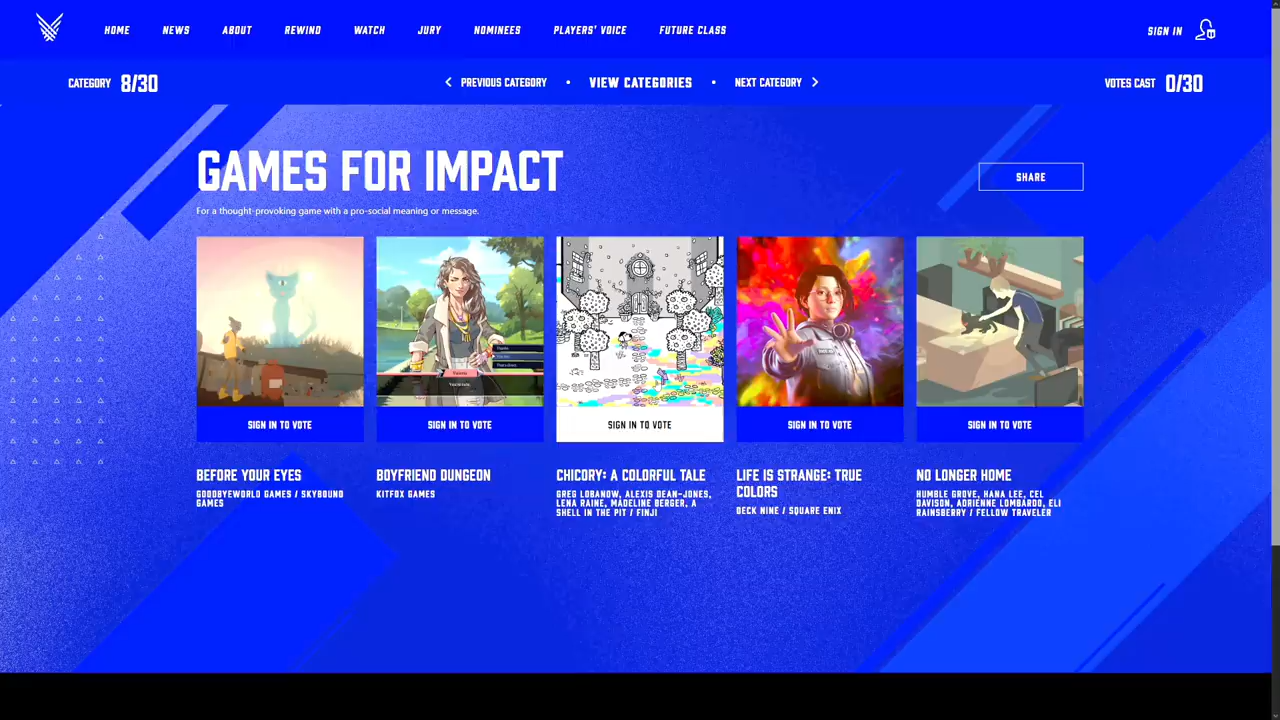 HOME NEWS ABOUT REWIND WATCH JURY NOMINEES PLAYERS' VOICE FUTURE CLASS SIGN IN
CATEGORY 8/30 PREVIOUS CATEGORY • VIEW CATEGORIES • NEXT CATEGORY VOTES CAST 0/30
GAMES FOR IMPACT
SHARE
For a thought-provoking game with a pro-social meaning or message.
SIGN IN TO VOTE
BEFORE YOUR EYES
GOODBYEWORLD GAMES / SKYBOUND
GAMES
SIGN IN TO VOTE
BOYFRIEND DUNGEON
KITFOX GAMES
SIGN IN TO VOTE
CHICORY: A COLORFUL TALE
GREG LOBANOW, ALEXIS DEAN-JONES,
LENA RAINE, MADELINE BERGER, A
SHELL IN THE PIT / FINJI
SIGN IN TO VOTE
LIFE IS STRANGE: TRUE
COLORS
DECK NINE / SQUARE ENIX
SIGN IN TO VOTE
NO LONGER HOME
HUMBLE GROVE, HANA LEE, CEL
DAVISON, ADRIENNE LOMBARDO, ELI
RAINSBERRY / FELLOW TRAVELER